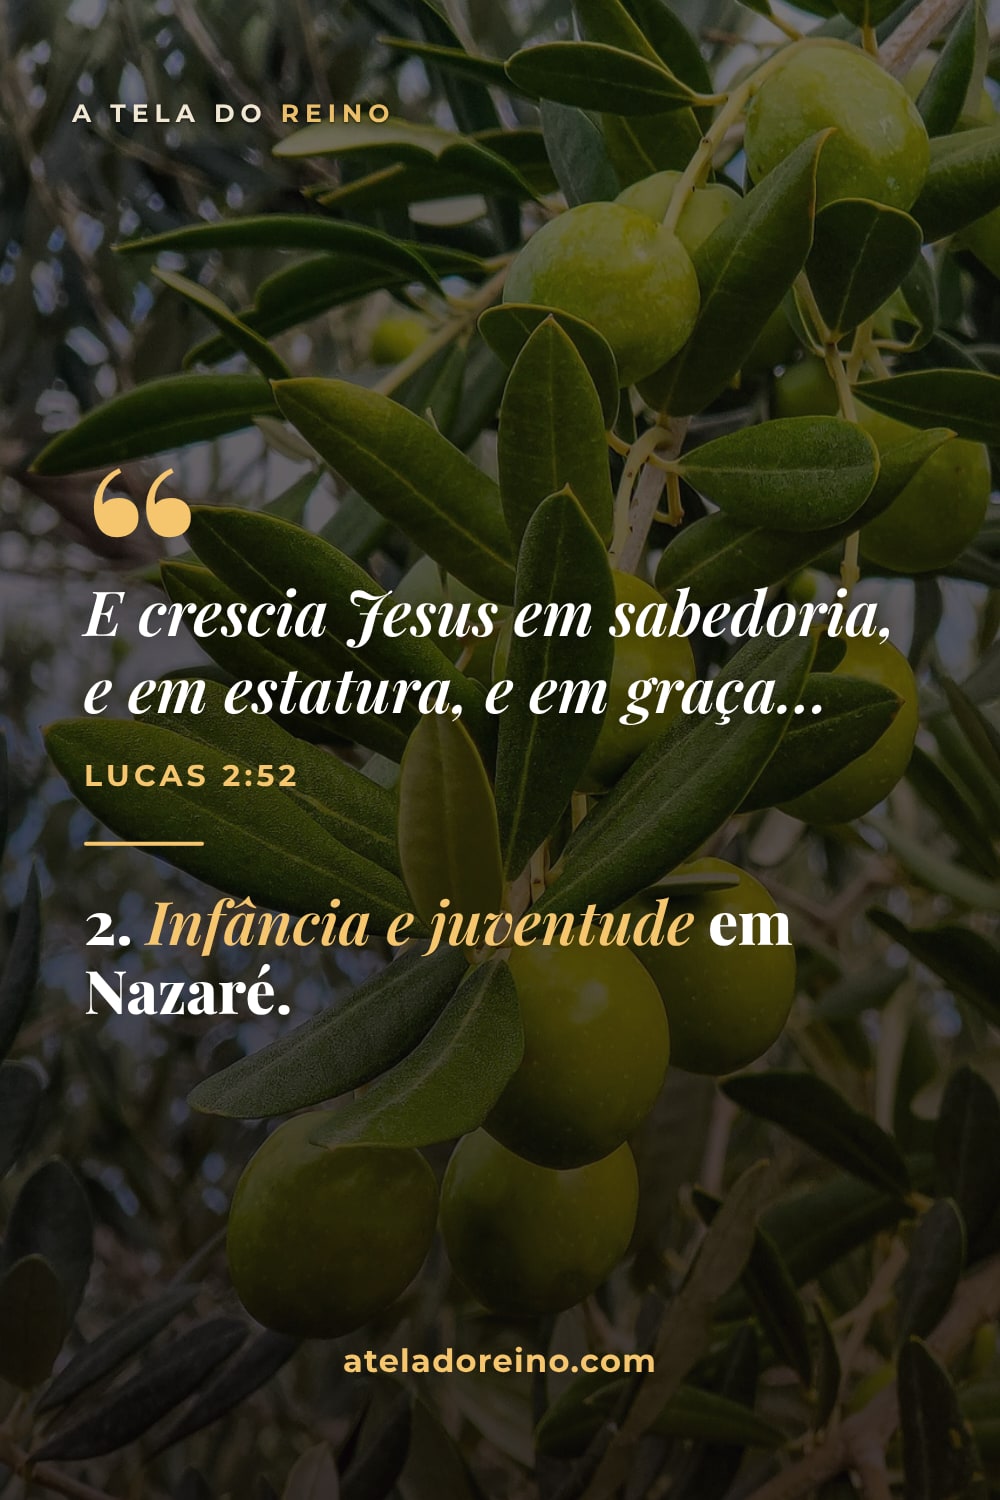 A TELA DO REINO
“
E crescia Jesus em sabedoria,
e em estatura, e em graça...
LUCAS 2:52
2. Infância e juventude em
Nazaré.
ateladoreino.com